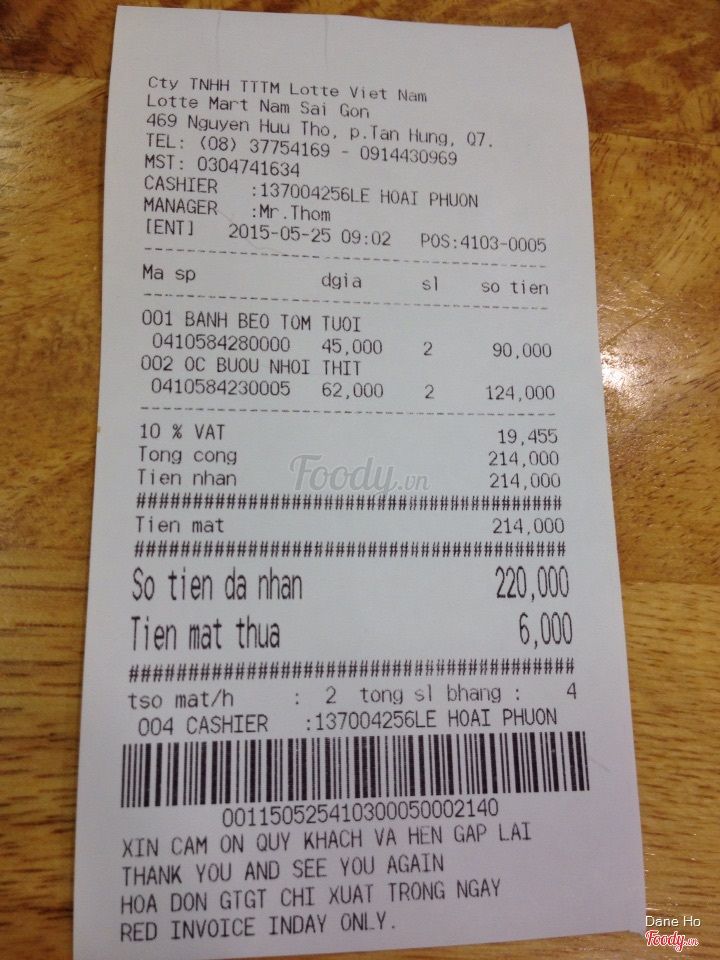 Cty TNHH TTTM Lotte Viet Nam
Lotte Mart Nam Sai Gon
469 Nguyen Huu Tho, p.Tan Hung, Q7.
TEL: (08) 37754169 - 0914430969
MST: 0304741634
CASHIER :137004256LE HOAI PHUON
MANAGER :Mr.Thom
[ENT] 2015-05-25 09:02 POS:4103-0005
Ma sp dgia sl so tien
001 BANH BEO TOM TUOI
0410584280000 45,000 2 90,000
002 OC BUOU NHOI THIT
0410584230005 62,000 2 124,000
10 % VAT 19,455
Tong cong 214,000
Tien nhan 214,000
Foody.vn
########################################
Tien mat 214,000
########################################
So tien da nhan 220,000
Tien mat thua 6,000
########################################
tso mat/h : 2 tong sl bhang : 4
004 CASHIER :137004256LE HOAI PHUON
001150525410300050002140
XIN CAM ON QUY KHACH VA HEN GAP LAI
THANK YOU AND SEE YOU AGAIN
HOA DON GTGT CHI XUAT TRONG NGAY
RED INVOICE INDAY ONLY.
Dane Ho
Foody.vn